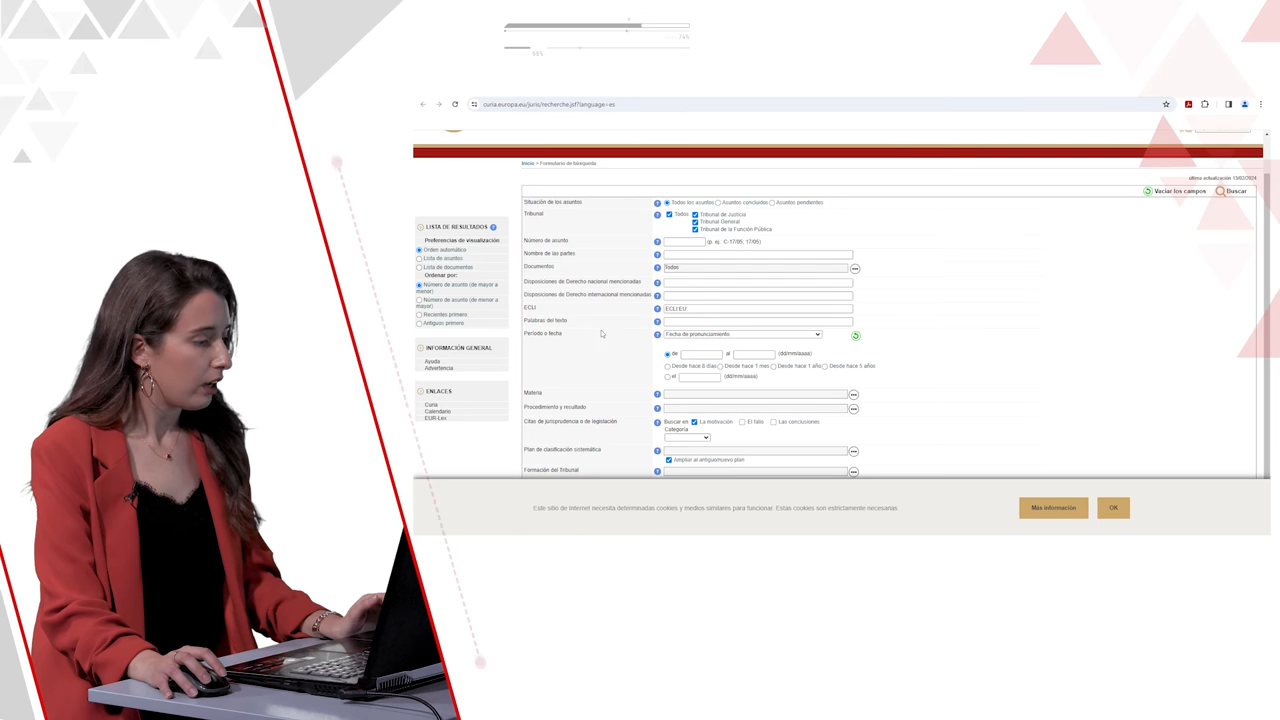 74%
68%
curia.europa.eu/juris/recherche.jsf?language=es
Inicio > Formulario de búsqueda
última actualización 13/02/2024
Vaciar los campos Buscar
Situación de los asuntos Todos los asuntos Asuntos concluidos Asuntos pendientes
Tribunal Todos Tribunal de Justicia
Tribunal General
Tribunal de la Función Pública
Número de asunto (p. ej.: C-17/05, 17/05)
Nombre de las partes
Documentos Todos
Disposiciones de Derecho nacional mencionadas
Disposiciones de Derecho internacional mencionadas
ECLI ECLI:EU:
Palabras del texto
Período o fecha Fecha de pronunciamiento
de al (dd/mm/aaaa)
Desde hace 8 días Desde hace 1 mes Desde hace 1 año Desde hace 5 años
el (dd/mm/aaaa)
Materia
Procedimiento y resultado
Citas de jurisprudencia o de legislación Buscar en La motivación El fallo Las conclusiones
Categoría
Plan de clasificación sistemática
Ampliar al antiguo/nuevo plan
Formación del Tribunal
LISTA DE RESULTADOS
Preferencias de visualización
Orden automático
Lista de asuntos
Lista de documentos
Ordenar por:
Número de asunto (de mayor a
menor)
Número de asunto (de menor a
mayor)
Recientes primero
Antiguos primero
INFORMACIÓN GENERAL
Ayuda
Advertencia
ENLACES
Curia
Calendario
EUR-Lex
Este sitio de Internet necesita determinadas cookies y medios similares para funcionar. Estas cookies son estrictamente necesarias.
Más información
OK